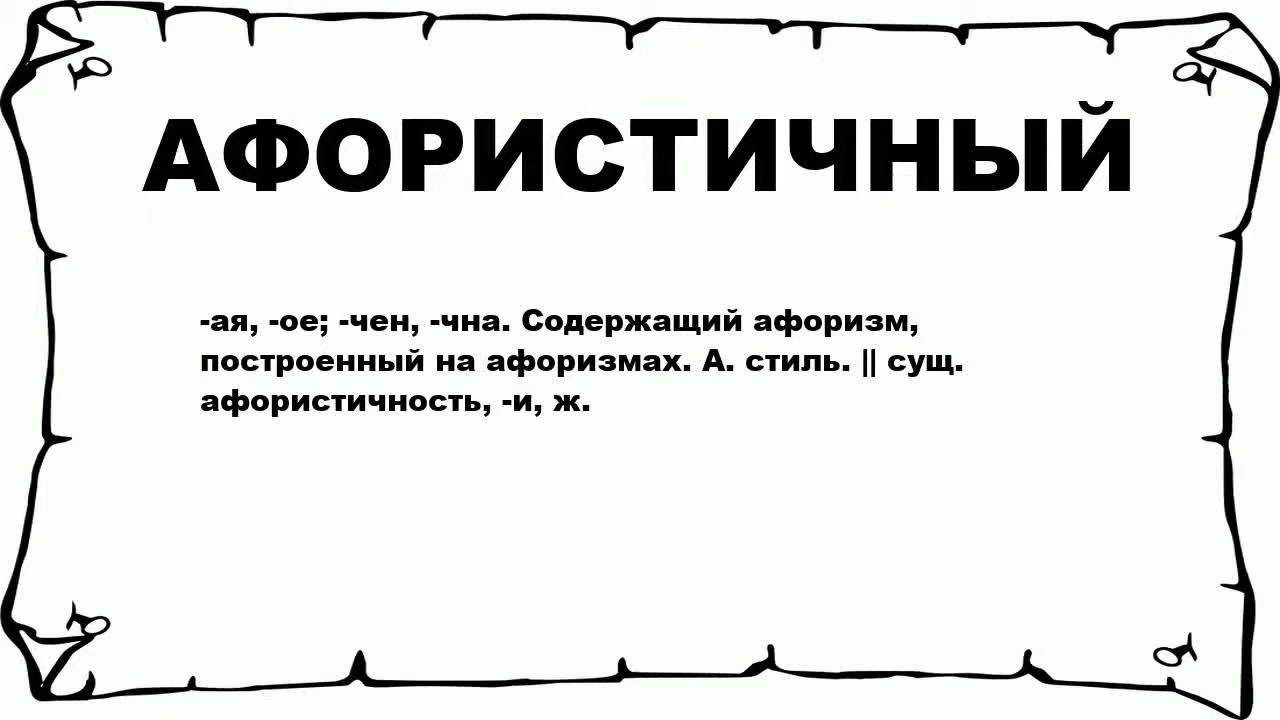 АФОРИСТИЧНЫЙ
-ая, -ое; -чен, -чна. Содержащий афоризм,
построенный на афоризмах. А. стиль. || сущ.
афористичность, -и, ж.